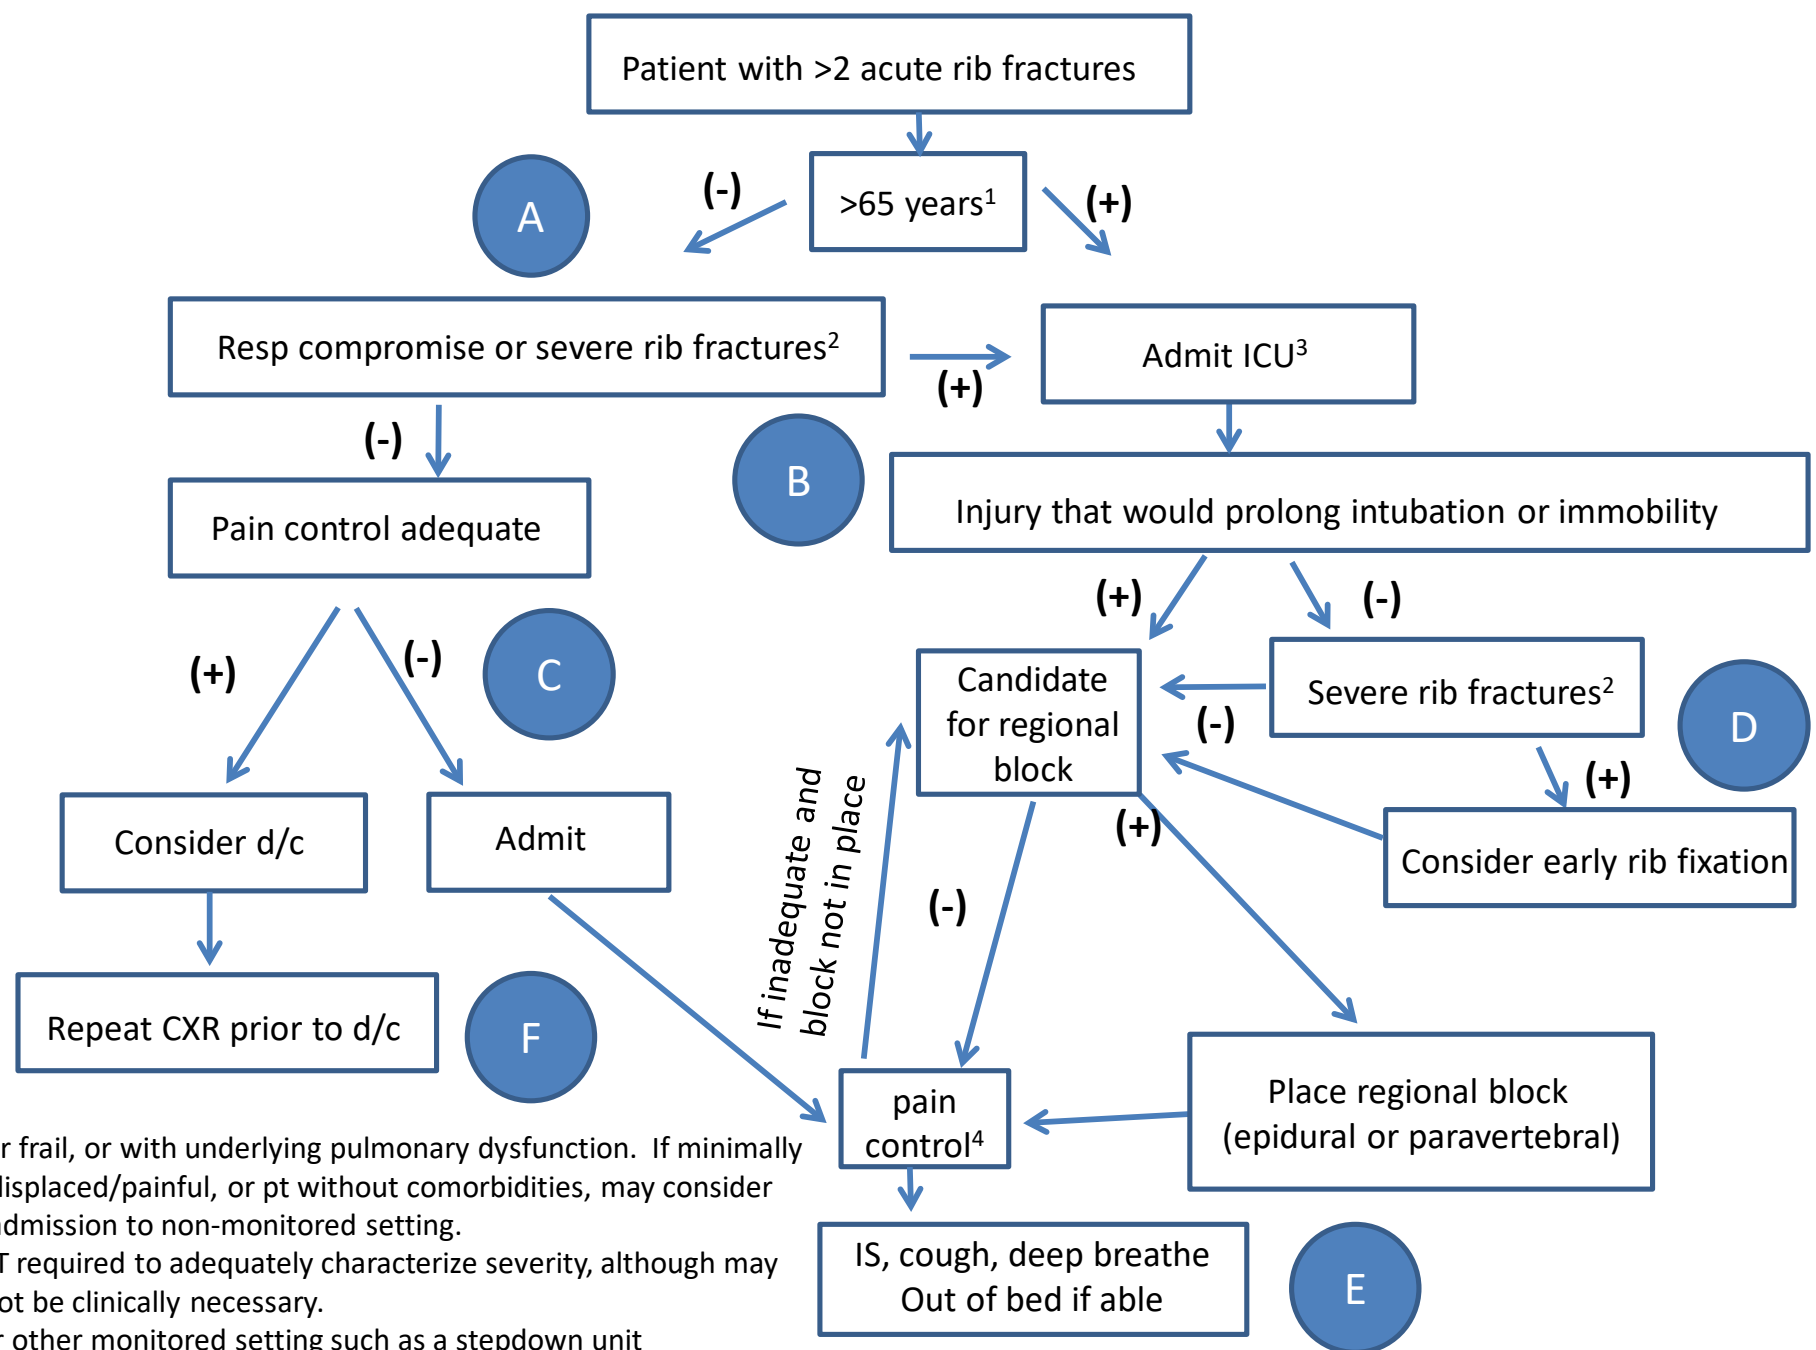 Patient with >2 acute rib fractures
A
(-)
>65 years¹
(+)
Resp compromise or severe rib fractures²
(+)
Admit ICU³
(-)
B
Pain control adequate
Injury that would prolong intubation or immobility
(+)
(-)
(+)
(-)
C
Candidate
for regional
block
(-)
Severe rib fractures²
D
(+)
Consider d/c
Admit
If inadequate and
block not in place
(-)
(+)
Consider early rib fixation
Repeat CXR prior to d/c
F
pain
control⁴
Place regional block
(epidural or paravertebral)
frail, or with underlying pulmonary dysfunction. If minimally
displaced/painful, or pt without comorbidities, may consider
admission to non-monitored setting.
required to adequately characterize severity, although may
be clinically necessary.
other monitored setting such as a stepdown unit
IS, cough, deep breathe
Out of bed if able
E